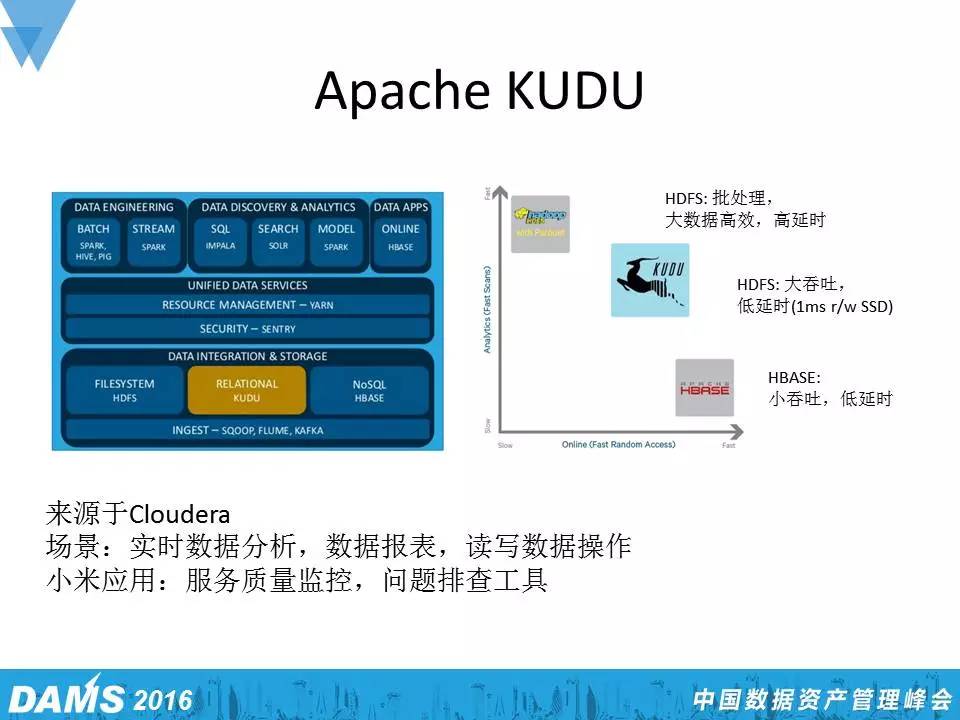 Apache KUDU
DATA ENGINEERING
BATCH
SPARK,
HIVE, PIG
STREAM
SPARK
DATA DISCOVERY & ANALYTICS
SQL
IMPALA
SEARCH
SOLR
MODEL
SPARK
DATA APPS
ONLINE
HBASE
UNIFIED DATA SERVICES
RESOURCE MANAGEMENT – YARN
SECURITY – SENTRY
DATA INTEGRATION & STORAGE
FILESYSTEM
HDFS
RELATIONAL
KUDU
NoSQL
HBASE
INGEST – SQOOP, FLUME, KAFKA
Fast
Analytics (Fast Scans)
Slow
hadoop
HDFS
with Parquet
KUDU
APACHE
HBASE
Slow
Online (Fast Random Access)
Fast
HDFS: 批处理，
大数据高效，高延时
HDFS: 大吞吐，
低延时(1ms r/w SSD)
HBASE:
小吞吐，低延时
来源于Cloudera
场景：实时数据分析，数据报表，读写数据操作
小米应用：服务质量监控，问题排查工具
DAMS 2016
中国数据资产管理峰会